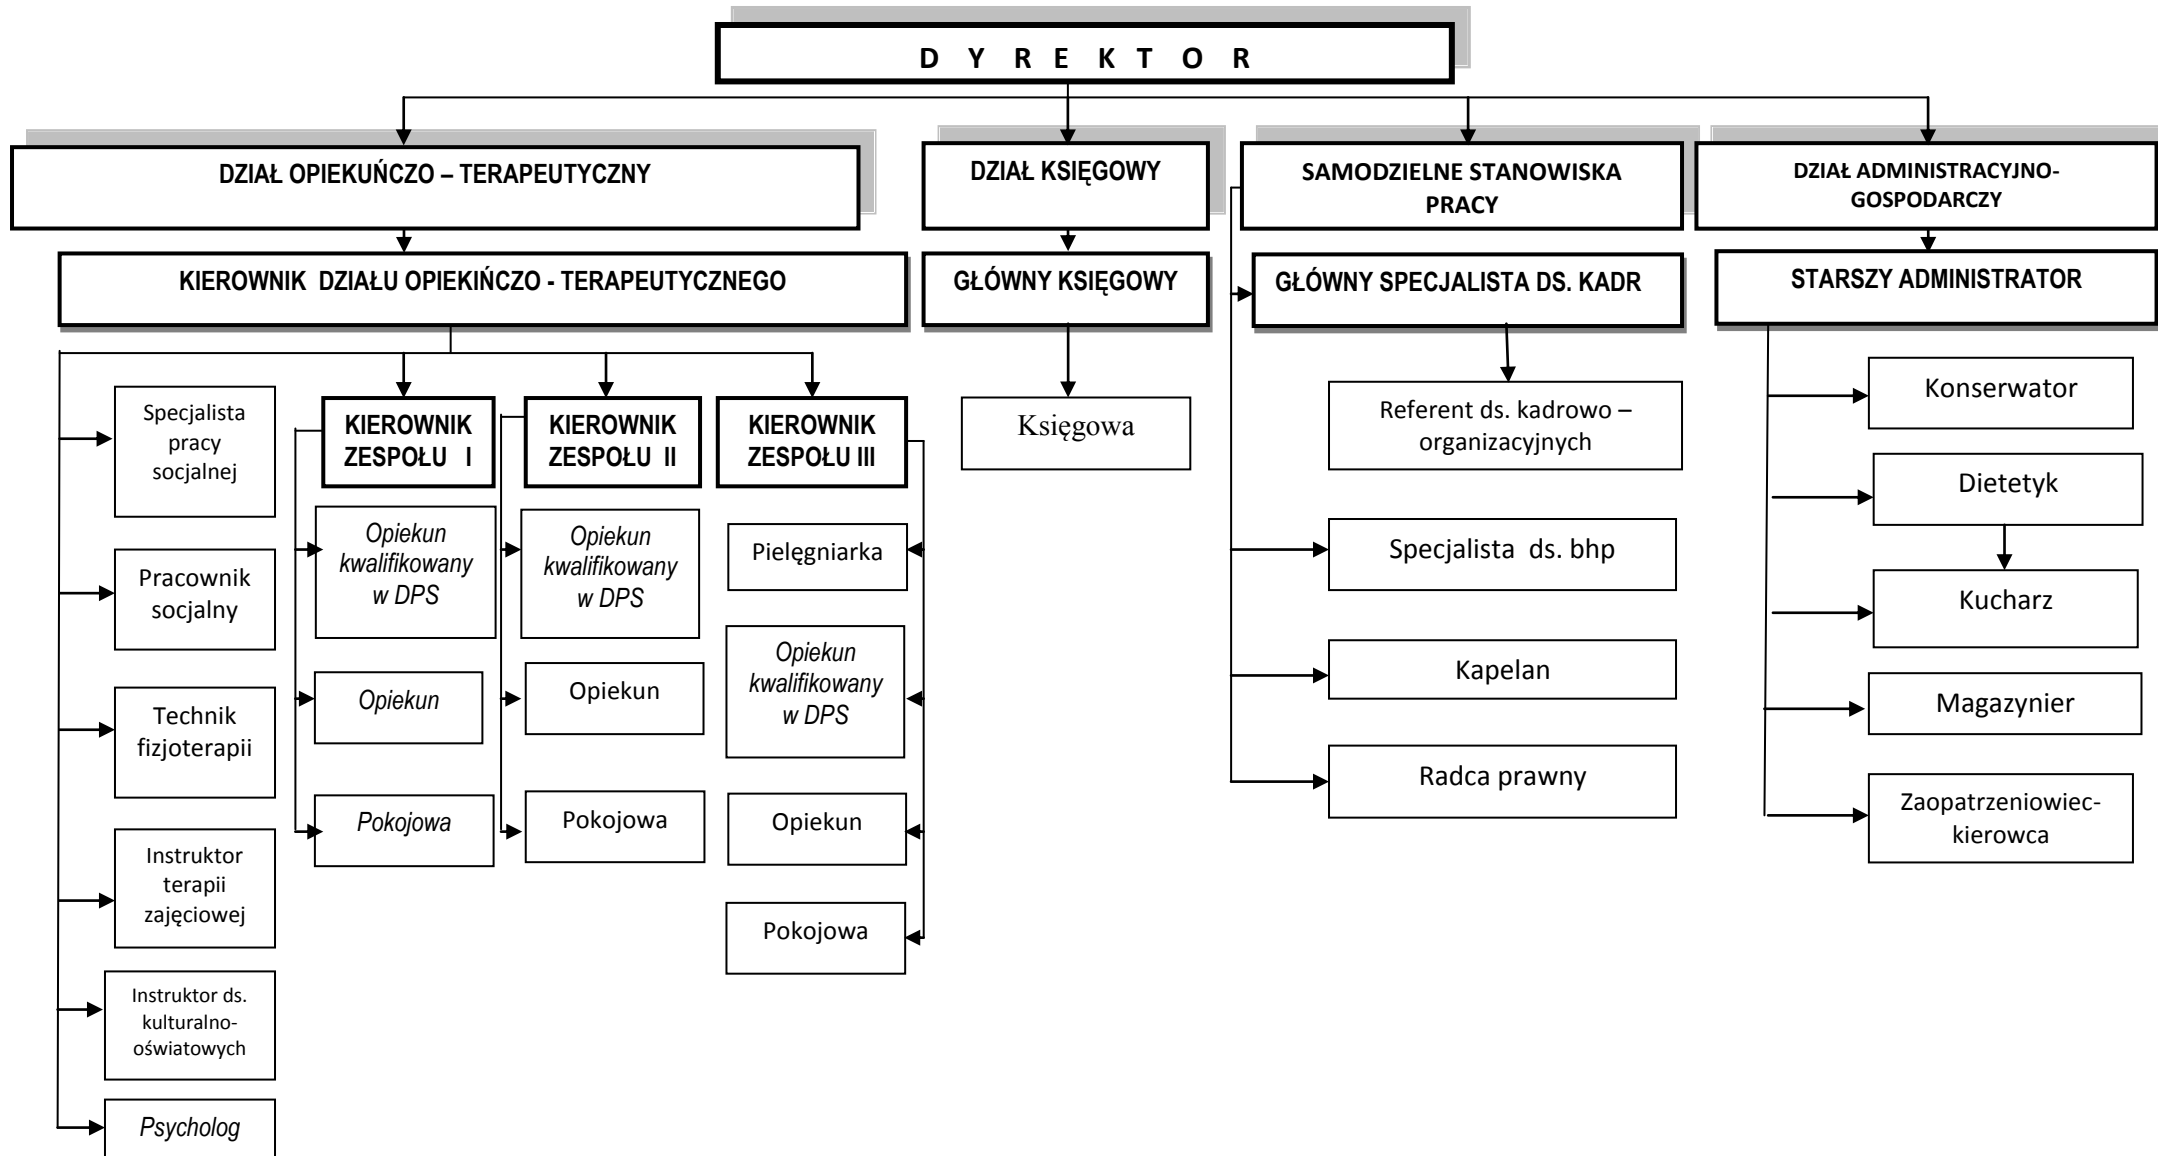 D Y R E K T O R
DZIAŁ OPIEKUŃCZO – TERAPEUTYCZNY
DZIAŁ KSIĘGOWY
SAMODZIELNE STANOWISKA
PRACY
DZIAŁ ADMINISTRACYJNO-
GOSPODARCZY
KIEROWNIK DZIAŁU OPIEKIŃCZO - TERAPEUTYCZNEGO
GŁÓWNY KSIĘGOWY
GŁÓWNY SPECJALISTA DS. KADR
STARSZY ADMINISTRATOR
Specjalista
pracy
socjalnej
Pracownik
socjalny
Technik
fizjoterapii
Instruktor
terapii
zajęciowej
Instruktor ds.
kulturalno-
oświatowych
Psycholog
KIEROWNIK
ZESPOŁU I
Opiekun
kwalifikowany
w DPS
Opiekun
Pokojowa
KIEROWNIK
ZESPOŁU II
Opiekun
kwalifikowany
w DPS
Opiekun
Pokojowa
KIEROWNIK
ZESPOŁU III
Pielęgniarka
Opiekun
kwalifikowany
w DPS
Opiekun
Pokojowa
Księgowa
Referent ds. kadrowo –
organizacyjnych
Specjalista ds. bhp
Kapelan
Radca prawny
Konserwator
Dietetyk
Kucharz
Magazynier
Zaopatrzeniowiec-
kierowca